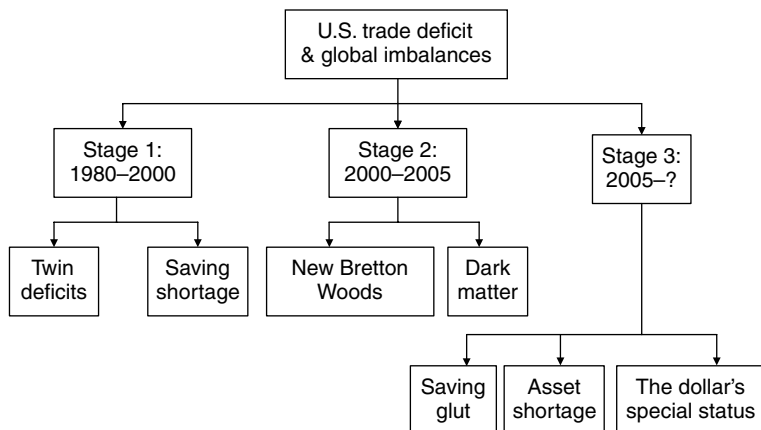 U.S. trade deficit
& global imbalances
Stage 1:
1980–2000
Stage 2:
2000–2005
Stage 3:
2005–?
Twin
deficits
Saving
shortage
New Bretton
Woods
Dark
matter
Saving
glut
Asset
shortage
The dollar's
special status